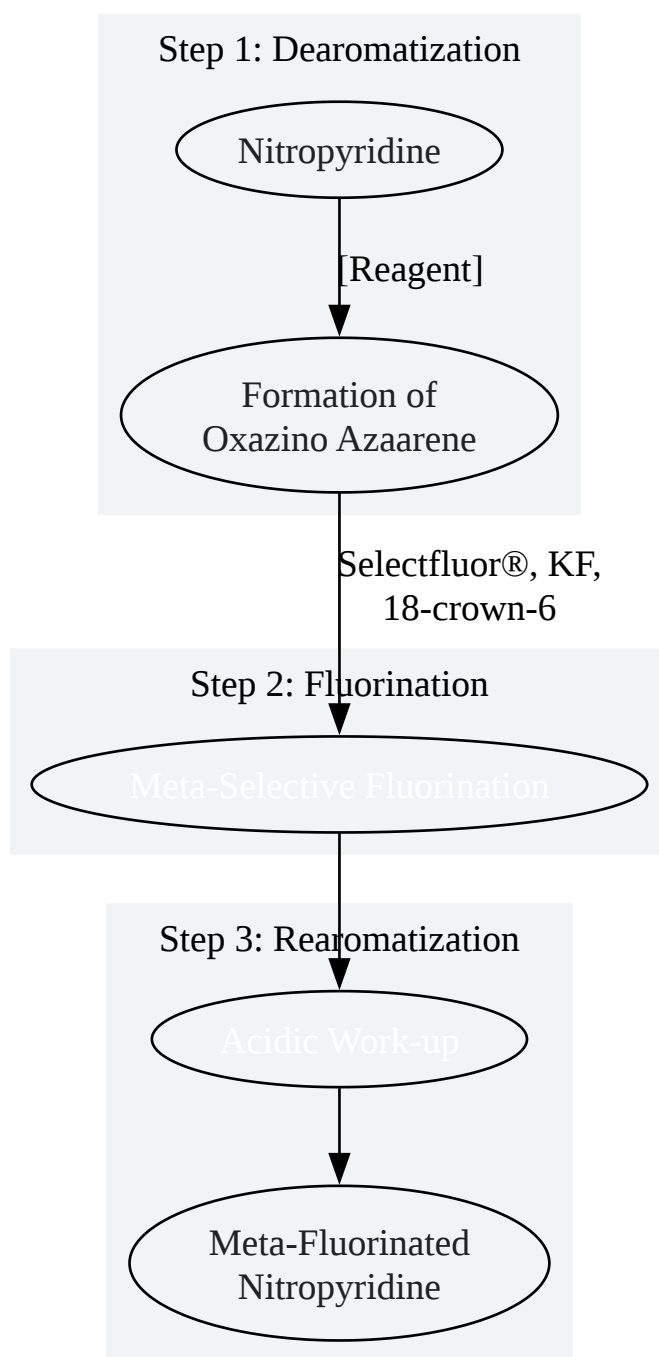 Step 1: Dearomatization
Nitropyridine
[Reagent]
Formation of
Oxazino Azaarene
Selectfluor®, KF,
18-crown-6
Step 2: Fluorination
Meta-Selective Fluorination
Step 3: Rearomatization
Acidic Work-up
Meta-Fluorinated
Nitropyridine